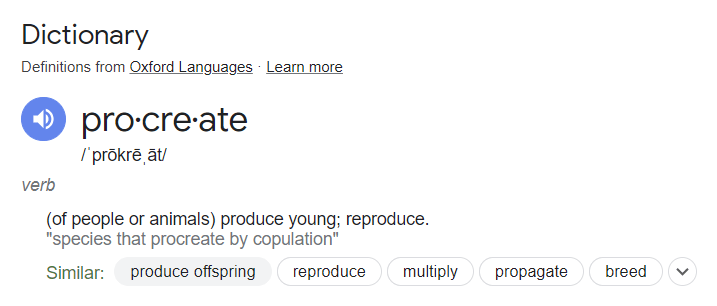 Dictionary
Definitions from Oxford Languages · Learn more
pro·cre·ate
/ˈprōkrēˌāt/
verb
(of people or animals) produce young; reproduce.
"species that procreate by copulation"
Similar: produce offspring reproduce multiply propagate breed